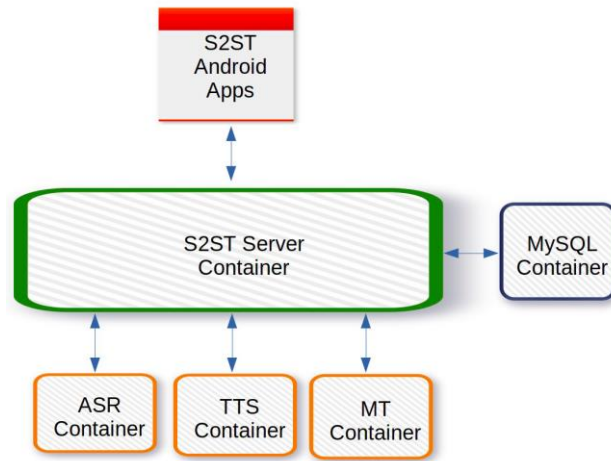 S2ST
Android
Apps
S2ST Server
Container
MySQL
Container
ASR
Container
TTS
Container
MT
Container